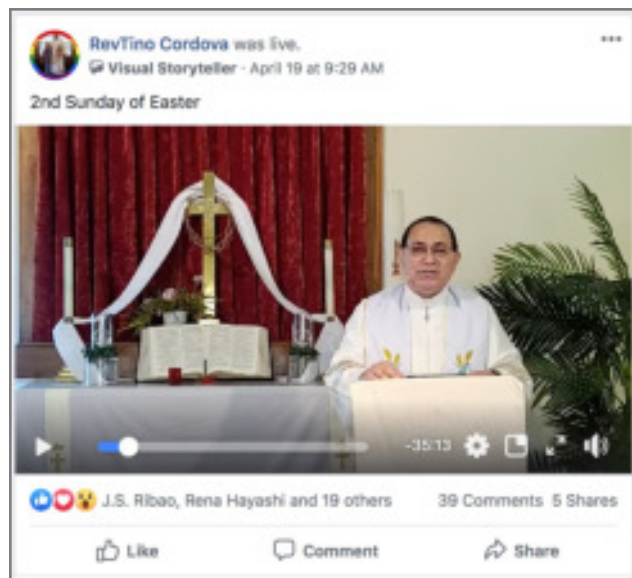 RevTino Cordova was live.
Visual Storyteller · April 19 at 9:29 AM
2nd Sunday of Easter
-35:13
J.S. Ribao, Rena Hayashi and 19 others 39 Comments 5 Shares
Like Comment Share